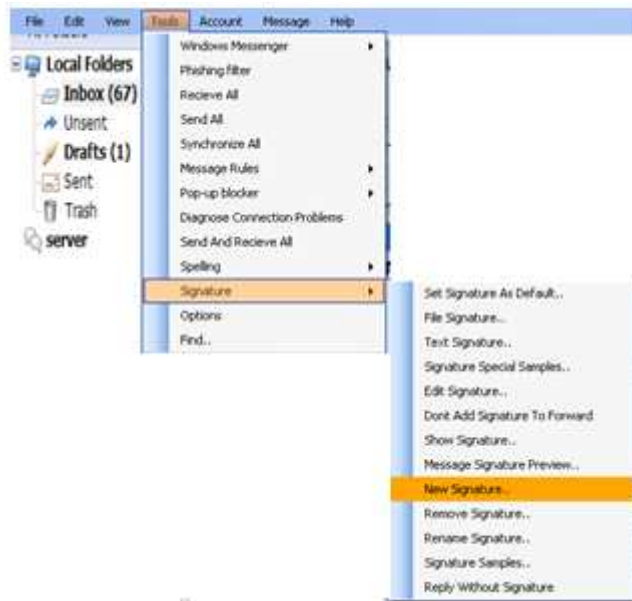 File Edit View Tools Account Message Help
Local Folders
Inbox (67)
Unsent
Drafts (1)
Sent
Trash
server
Windows Messenger
Phishing filter
Recieve All
Send All
Synchronize All
Message Rules
Pop-up blocker
Diagnose Connection Problems
Send And Recieve All
Spelling
Signature
Options
Find..
Set Signature As Default..
File Signature..
Text Signature..
Signature Special Samples..
Edit Signature..
Dont Add Signature To Forward
Show Signature..
Message Signature Preview..
New Signature..
Remove Signature..
Rename Signature..
Signature Samples..
Reply Without Signature